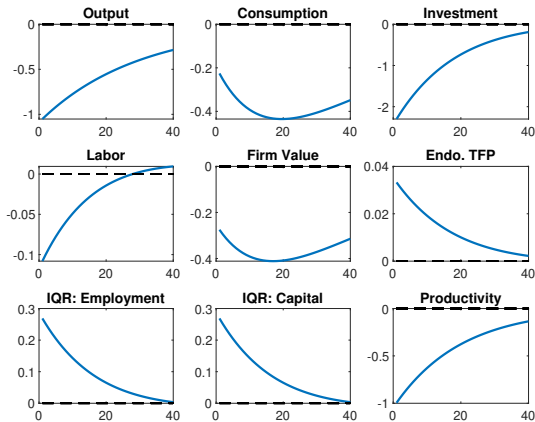 Output
Consumption
Investment
0
-0.5
-1
0 20 40
0
-0.2
-0.4
0 20 40
0
-1
-2
0 20 40
Labor
Firm Value
Endo. TFP
0
-0.05
-0.1
0 20 40
0
-0.2
-0.4
0 20 40
0.04
0.02
0
0 20 40
IQR: Employment
IQR: Capital
Productivity
0.3
0.2
0.1
0
0 20 40
0.3
0.2
0.1
0
0 20 40
0
-0.5
-1
0 20 40